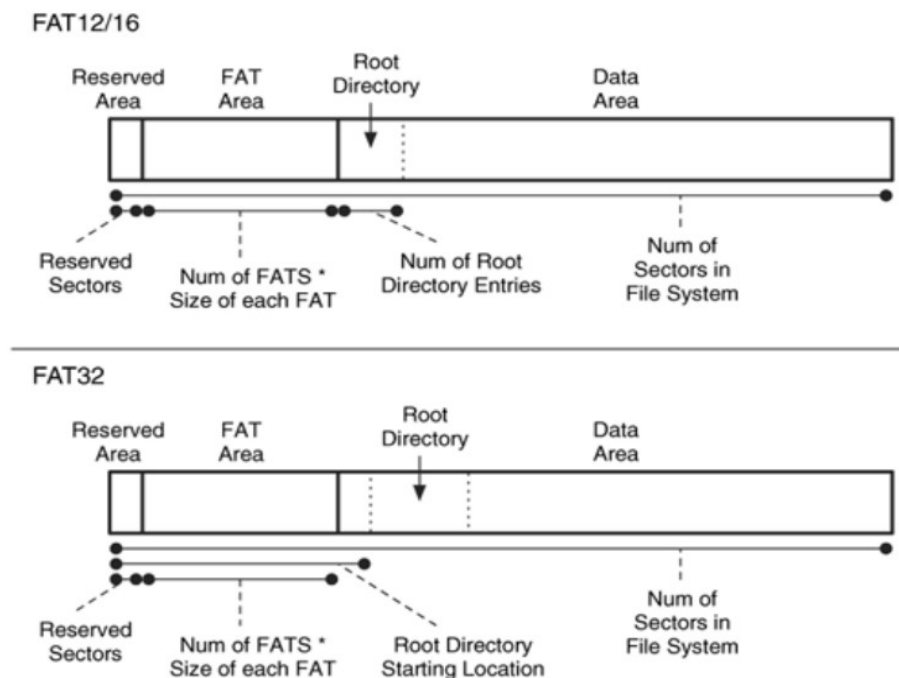 FAT12/16
Reserved
Area
FAT
Area
Root
Directory
Data
Area
Reserved
Sectors
Num of FATS *
Size of each FAT
Num of Root
Directory Entries
Num of
Sectors in
File System
FAT32
Reserved
Area
FAT
Area
Root
Directory
Data
Area
Reserved
Sectors
Num of FATS *
Size of each FAT
Root Directory
Starting Location
Num of
Sectors in
File System